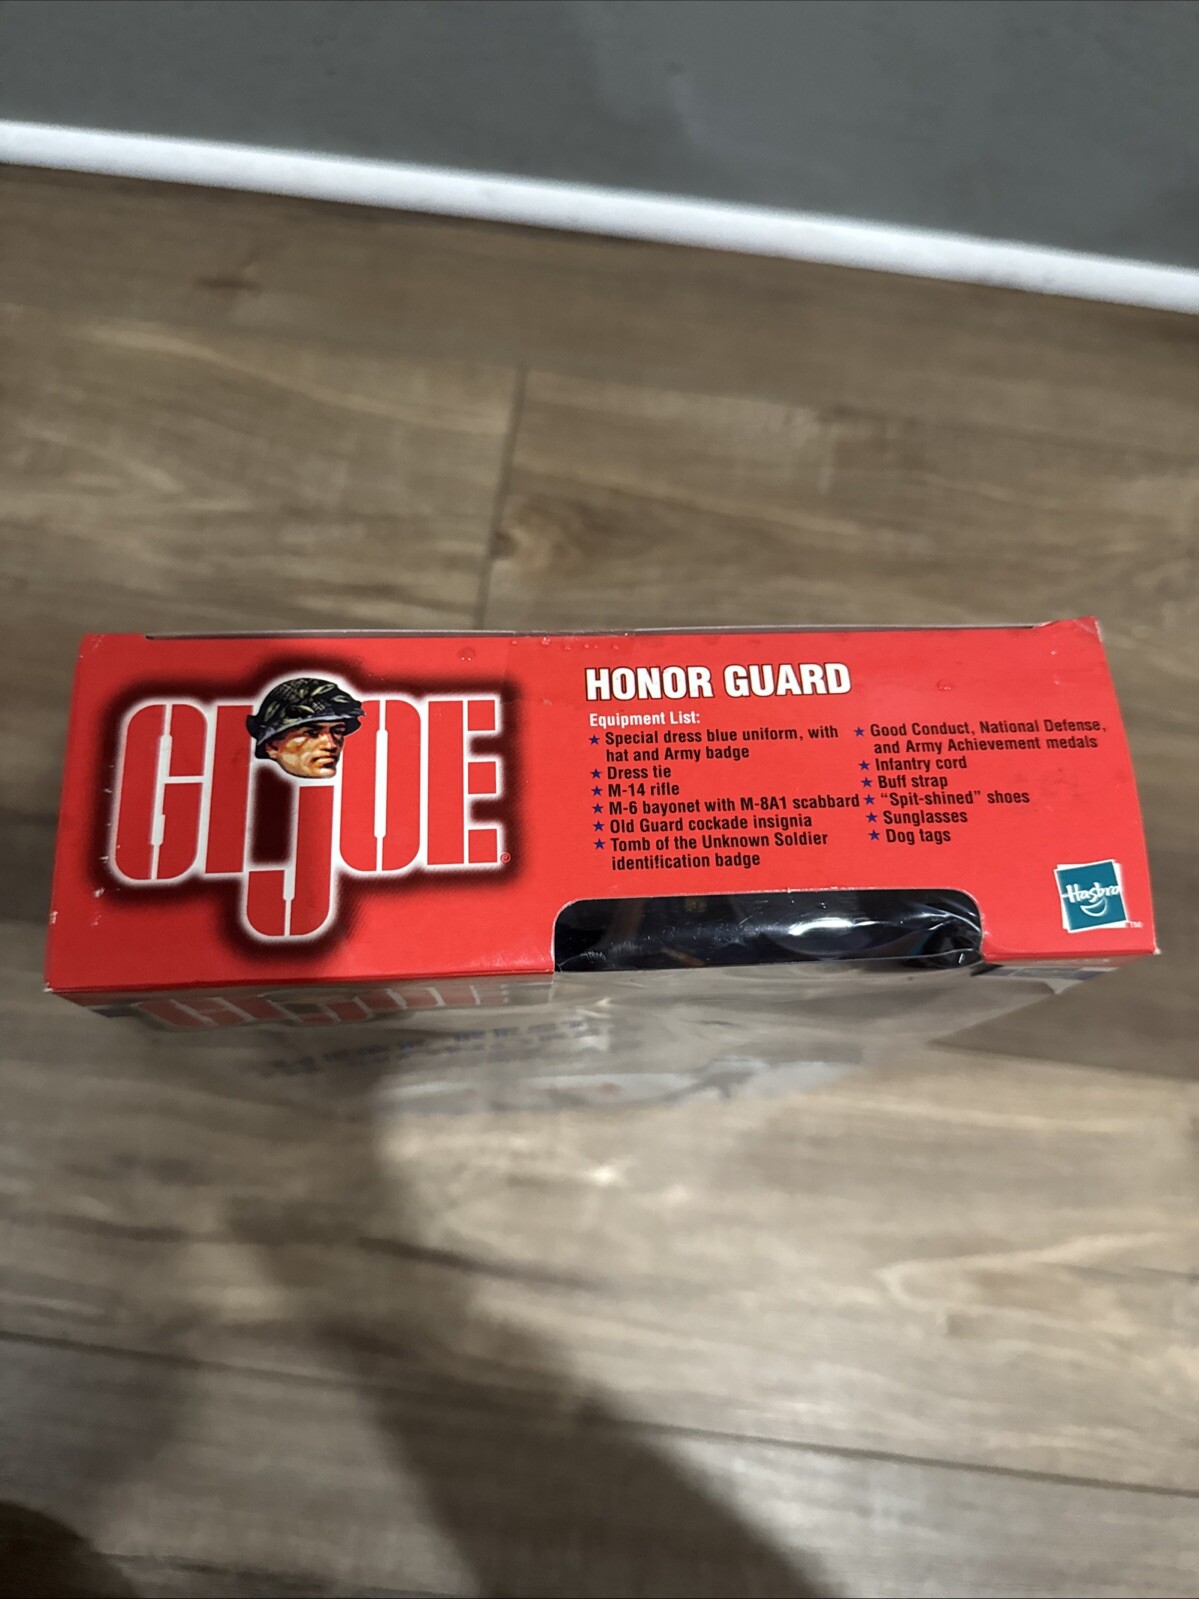 GIJOE®
HONOR GUARD
Equipment List:
★ Special dress blue uniform, with
hat and Army badge
★ Dress tie
★ M-14 rifle
★ M-6 bayonet with M-8A1 scabbard
★ Old Guard cockade insignia
★ Tomb of the Unknown Soldier
identification badge
★ Good Conduct, National Defense,
and Army Achievement medals
★ Infantry cord
★ Buff strap
★ "Spit-shined" shoes
★ Sunglasses
★ Dog tags
Hasbro
TM